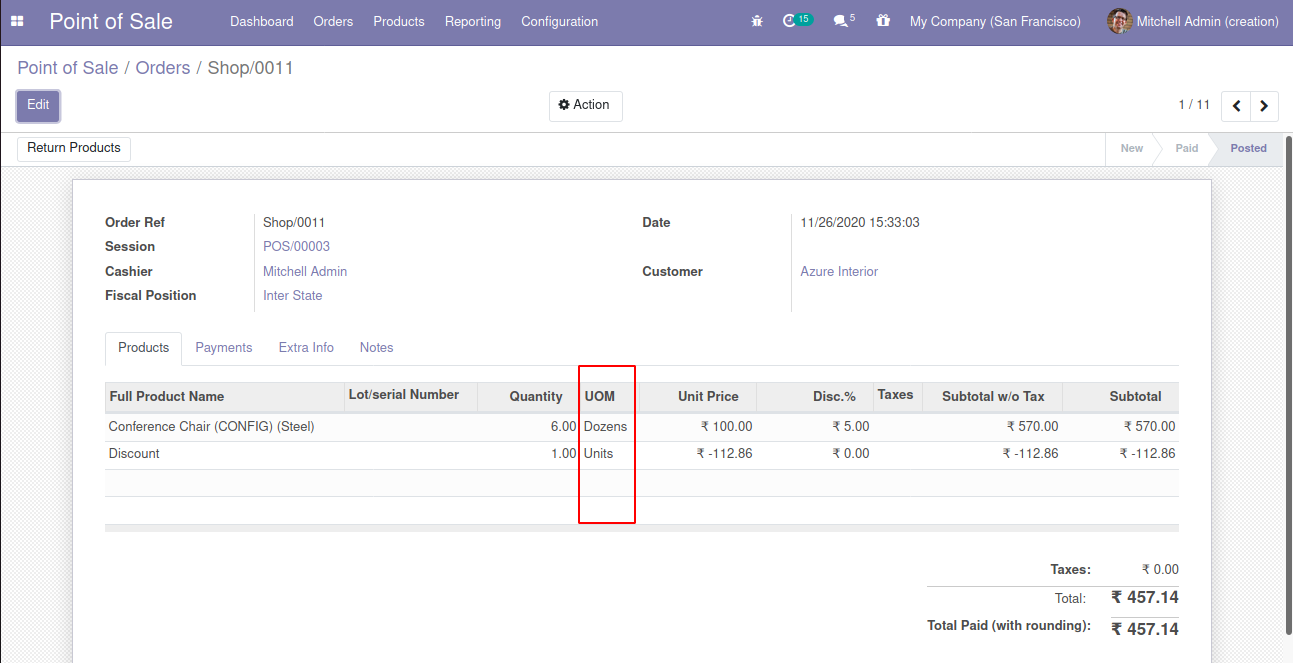 Point of Sale Dashboard Orders Products Reporting Configuration 15 5 My Company (San Francisco) Mitchell Admin (creation)
Point of Sale / Orders / Shop/0011
Edit Action 1 / 11
Return Products New Paid Posted
Order Ref Shop/0011 Date 11/26/2020 15:33:03
Session POS/00003
Cashier Mitchell Admin Customer Azure Interior
Fiscal Position Inter State
Products Payments Extra Info Notes
Full Product Name Lot/serial Number Quantity UOM Unit Price Disc.% Taxes Subtotal w/o Tax Subtotal
Conference Chair (CONFIG) (Steel) 6.00 Dozens ₹ 100.00 ₹ 5.00 ₹ 570.00 ₹ 570.00
Discount 1.00 Units ₹ -112.86 ₹ 0.00 ₹ -112.86 ₹ -112.86
Taxes: ₹ 0.00
Total: ₹ 457.14
Total Paid (with rounding): ₹ 457.14